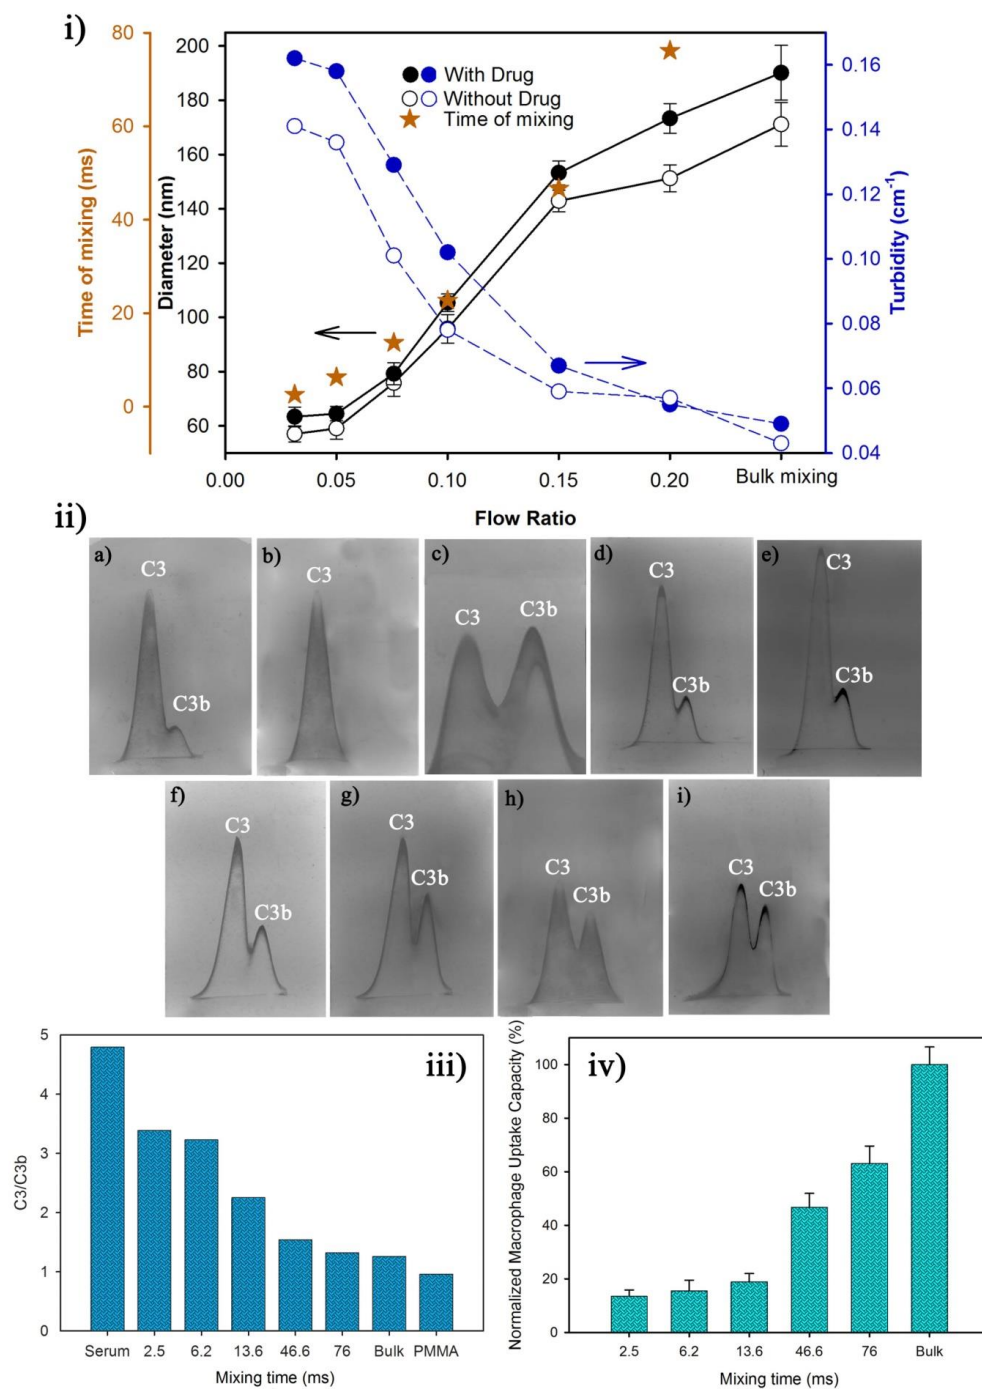 i)
80
60
40
20
0
Time of mixing (ms)
200
180
160
140
120
100
80
60
Diameter (nm)
With Drug
Without Drug
Time of mixing
0.16
0.14
0.12
0.10
0.08
0.06
0.04
Turbidity (cm-1)
0.00 0.05 0.10 0.15 0.20 Bulk mixing
Flow Ratio
ii)
a) C3 C3b
b) C3
c) C3 C3b
d) C3 C3b
e) C3 C3b
f) C3 C3b
g) C3 C3b
h) C3 C3b
i) C3 C3b
iii)
5
4
3
2
1
0
C3/C3b
Serum 2.5 6.2 13.6 46.6 76 Bulk PMMA
Mixing time (ms)
iv)
Normalized Macrophage Uptake Capacity (%)
100
80
60
40
20
0
2.5 6.2 13.6 46.6 76 Bulk
Mixing time (ms)